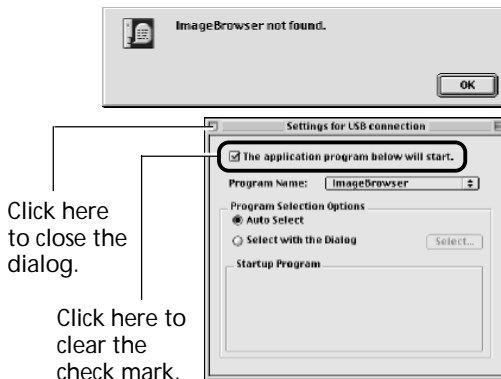 ImageBrowser not found.
OK
Settings for USB connection
The application program below will start.
Program Name: ImageBrowser
Program Selection Options
Auto Select
Select with the Dialog Select...
Startup Program
Click here
to close the
dialog.
Click here to
clear the
check mark.